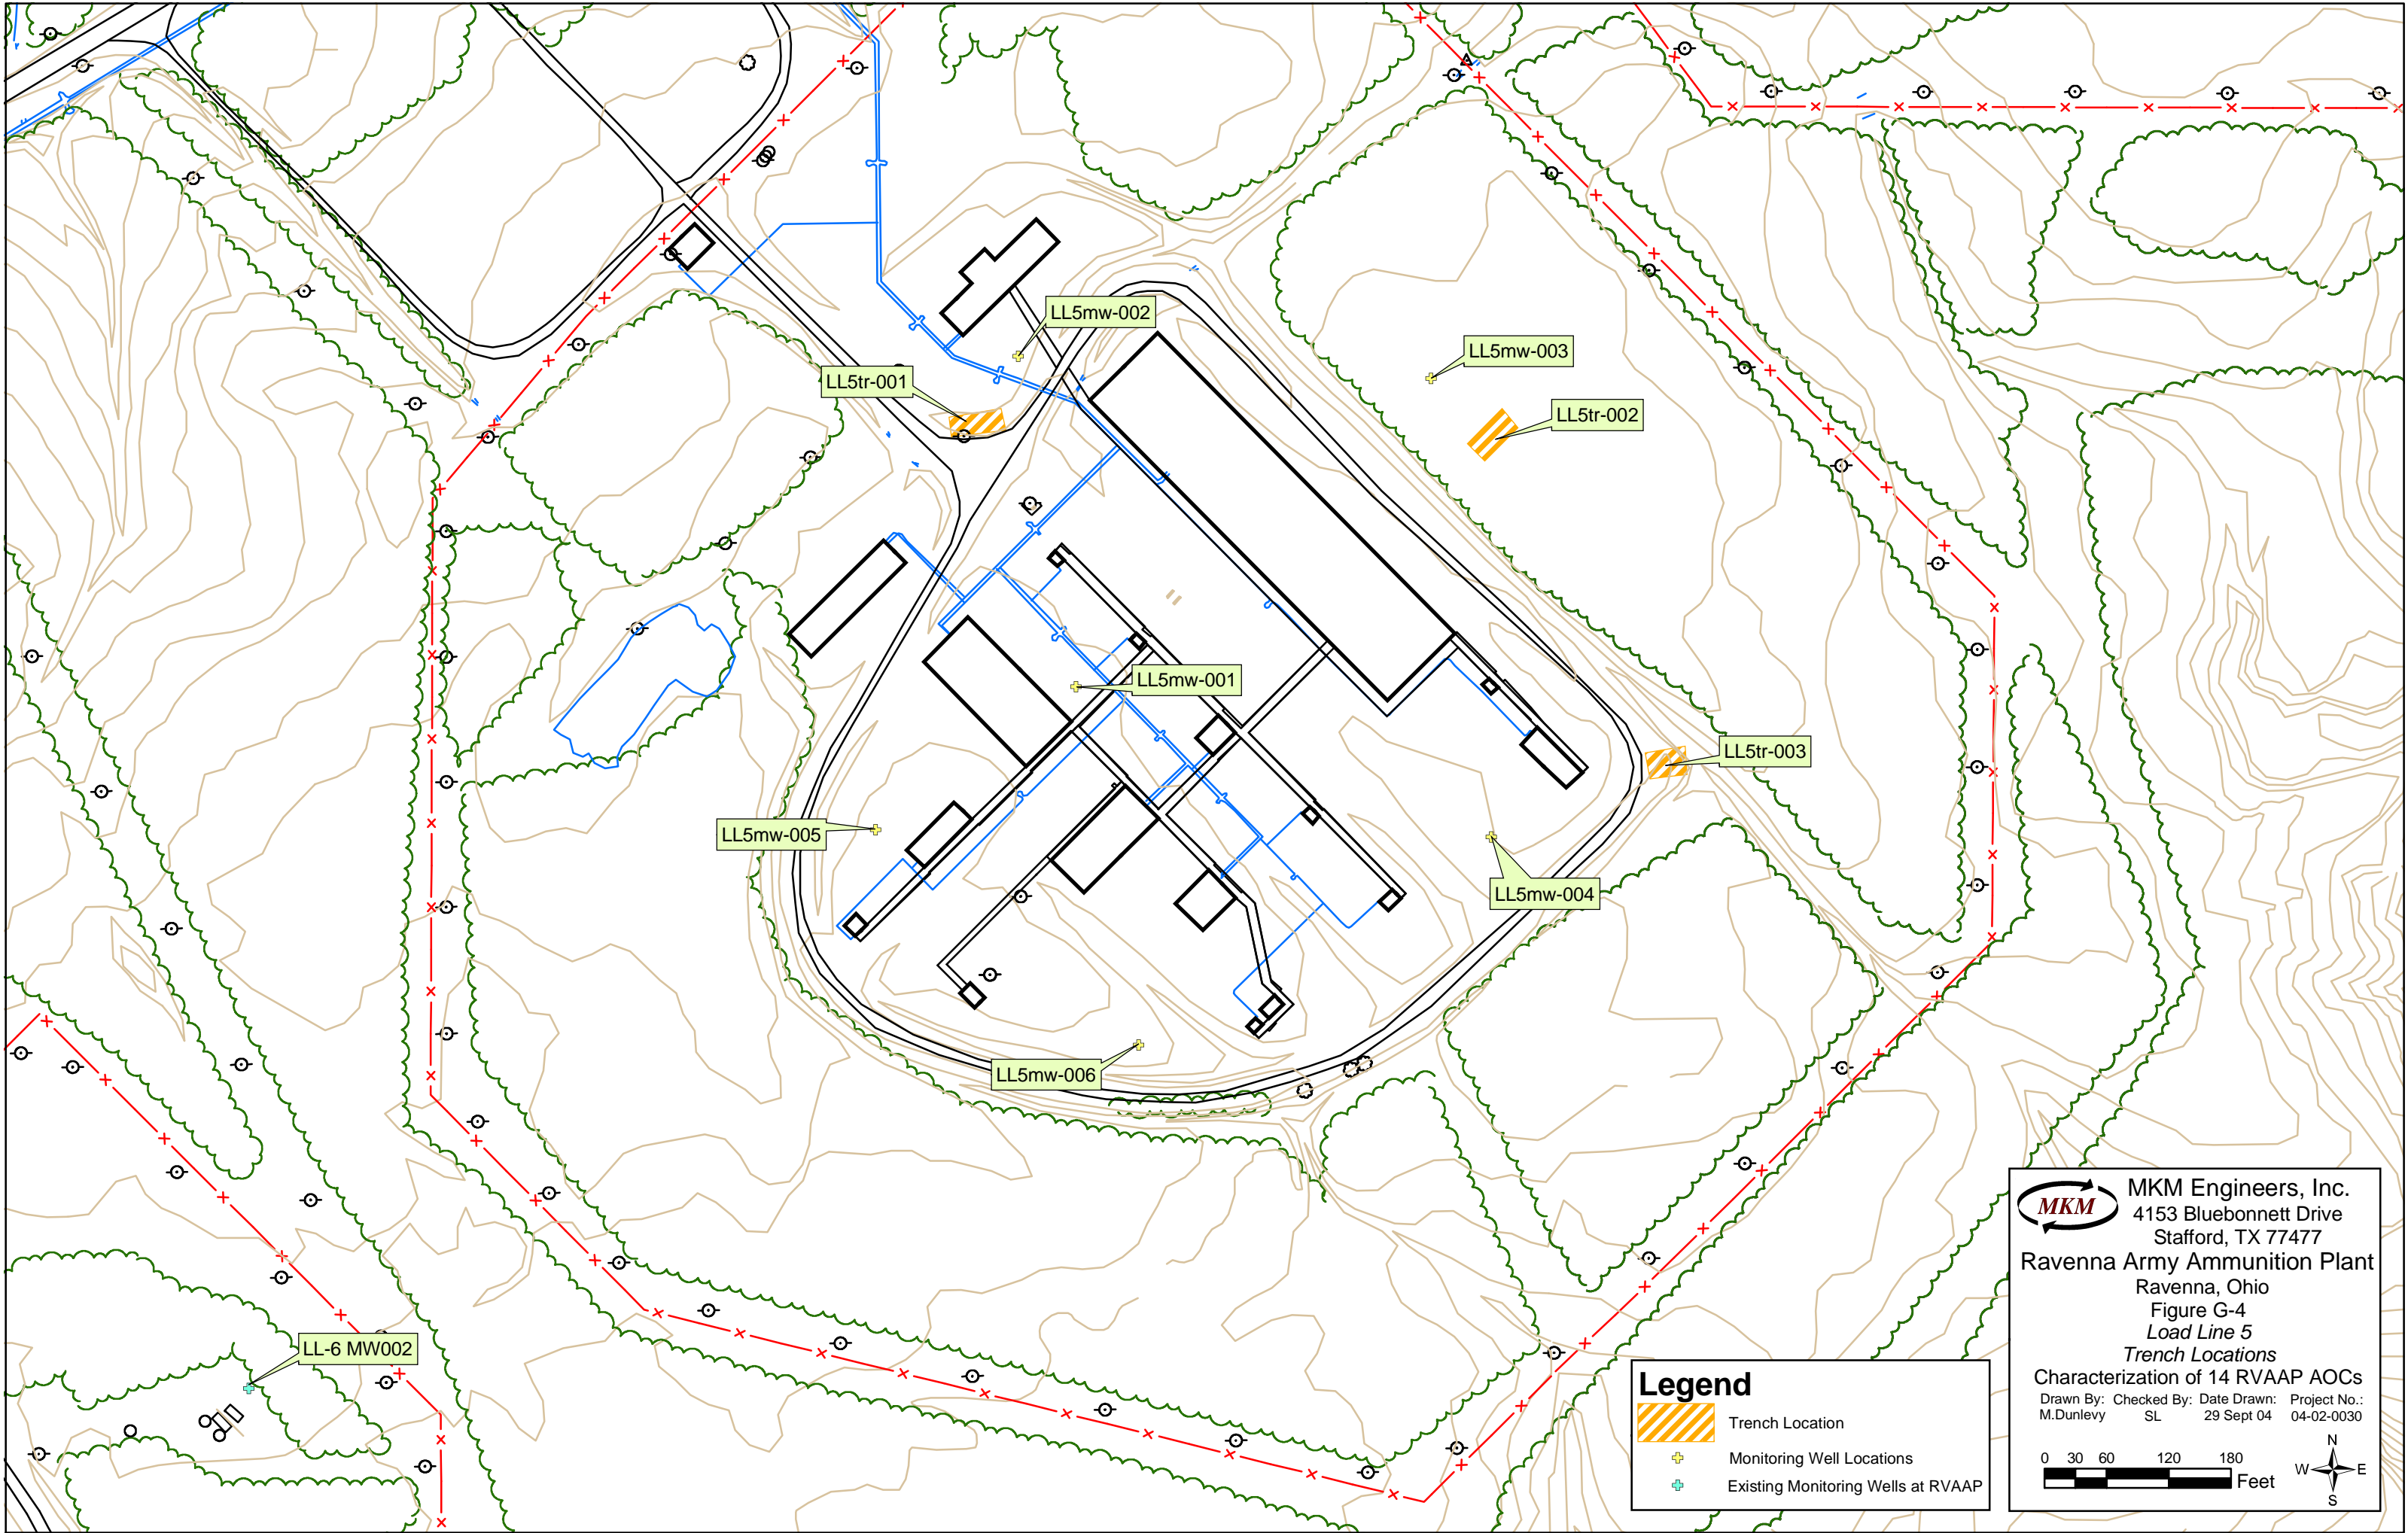 LL5mw-002
LL5mw-003
LL5tr-001
LL5tr-002
LL5mw-001
LL5tr-003
LL5mw-005
LL5mw-004
LL5mw-006
LL-6 MW002
Legend
Trench Location
Monitoring Well Locations
Existing Monitoring Wells at RVAAP
MKM
MKM Engineers, Inc.
4153 Bluebonnett Drive
Stafford, TX 77477
Ravenna Army Ammunition Plant
Ravenna, Ohio
Figure G-4
Load Line 5
Trench Locations
Characterization of 14 RVAAP AOCs
Drawn By: Checked By: Date Drawn: Project No.:
M.Dunlevy SL 29 Sept 04 04-02-0030
0 30 60 120 180
Feet
N
W E
S